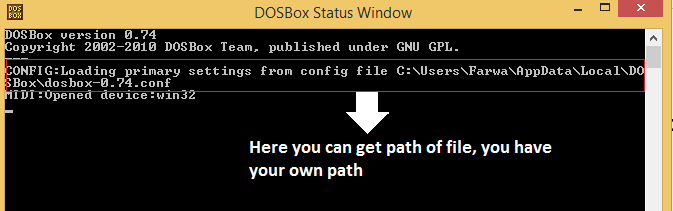 DOSBox Status Window
DOSBox version 0.74
Copyright 2002-2010 DOSBox Team, published under GNU GPL.
---
CONFIG:Loading primary settings from config file C:\Users\Farwa\AppData\Local\DO
SBox\dosbox-0.74.conf
MIDI:Opened device:win32
Here you can get path of file, you have
your own path